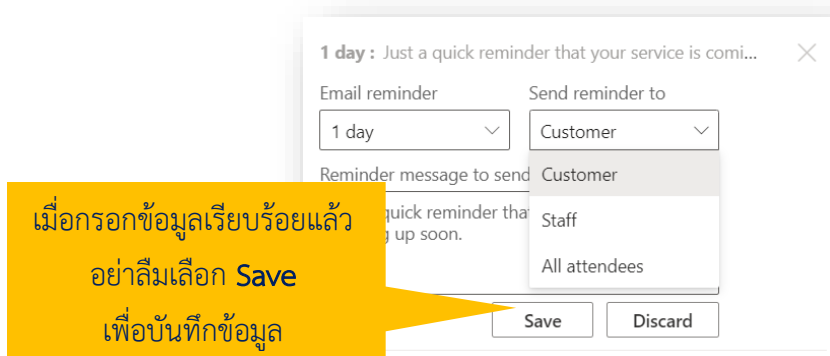 1 day : Just a quick reminder that your service is comi...
Email reminder
Send reminder to
1 day
Customer
Reminder message to send
Customer
quick reminder tha
up soon.
Staff
All attendees
เมื่อกรอกข้อมูลเรียบร้อยแล้ว
อย่าลืมเลือก Save
เพื่อบันทึกข้อมูล
Save
Discard